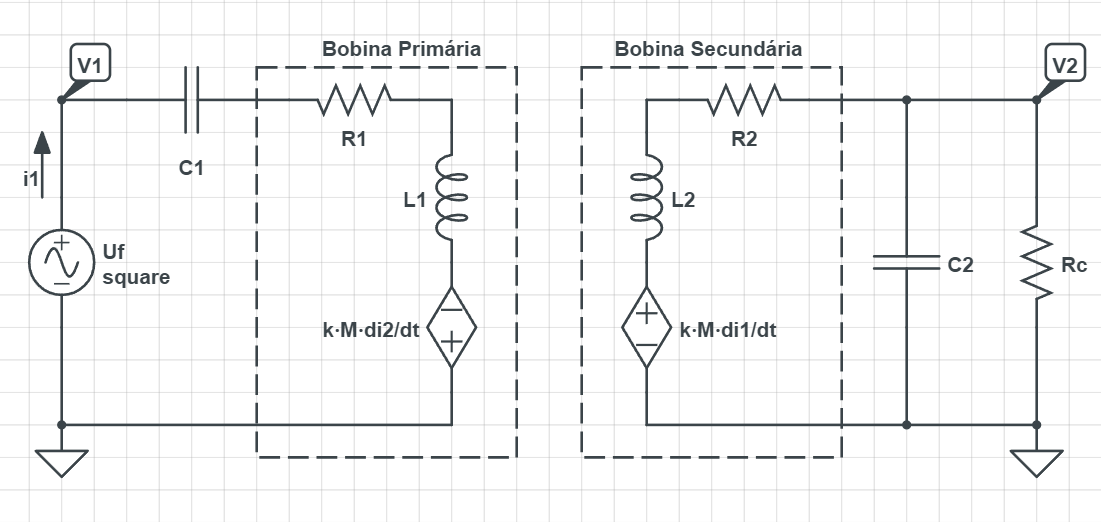 Bobina Primária
Bobina Secundária
V1
V2
R1
R2
C1
i1
L1
L2
+
Uf
square
−
C2
Rc
−
k·M·di2/dt
+
+
k·M·di1/dt
−